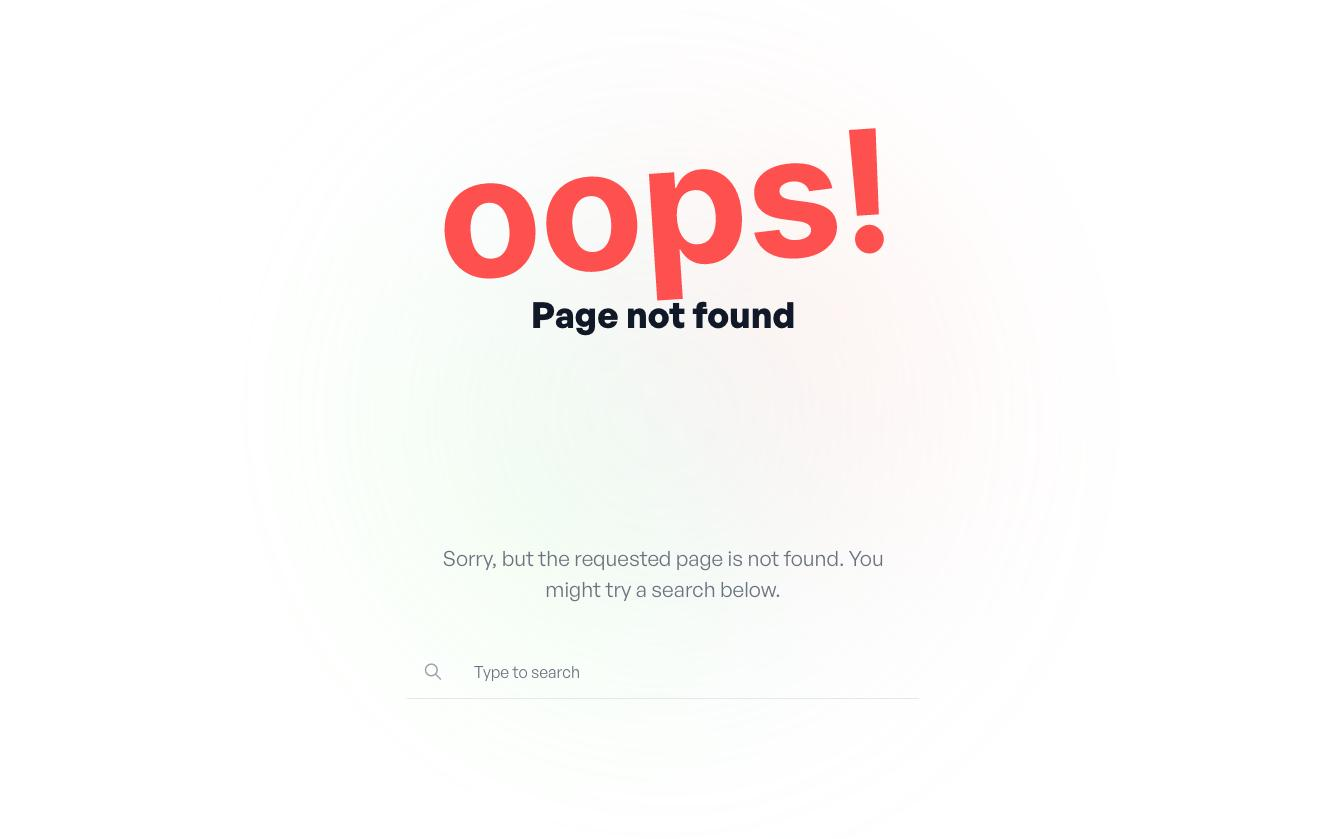 oops!
Page not found
Sorry, but the requested page is not found. You
might try a search below.
Type to search